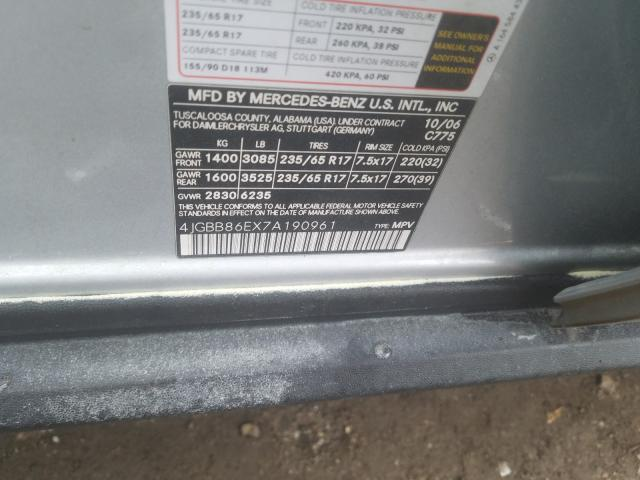 235/65 R17
COLD TIRE INFLATION PRESSURE
FRONT 220 KPA, 32 PSI
235/65 R17
REAR 260 KPA, 38 PSI
COMPACT SPARE TIRE
COLD TIRE INFLATION PRESSURE
155/90 D18 113M
420 KPA, 60 PSI
SEE OWNER'S
MANUAL FOR
ADDITIONAL
INFORMATION
A 164 584
MFD BY MERCEDES-BENZ U.S. INTL., INC
TUSCALOOSA COUNTY, ALABAMA (USA). UNDER CONTRACT 10/06
FOR DAIMLERCHRYSLER AG, STUTTGART (GERMANY) C775
KG LB TIRES RIM SIZE COLD KPA (PSI)
GAWR FRONT 1400 3085 235/65 R17 7.5x17 220(32)
GAWR REAR 1600 3525 235/65 R17 7.5x17 270(39)
GVWR 2830 6235
THIS VEHICLE CONFORMS TO ALL APPLICABLE FEDERAL MOTOR VEHICLE
SAFETY, BUMPER AND THEFT PREVENTION STANDARDS IN EFFECT
ON THE DATE OF MANUFACTURE SHOWN ABOVE.
4JGBB86EX7A190961 TYPE: MPV